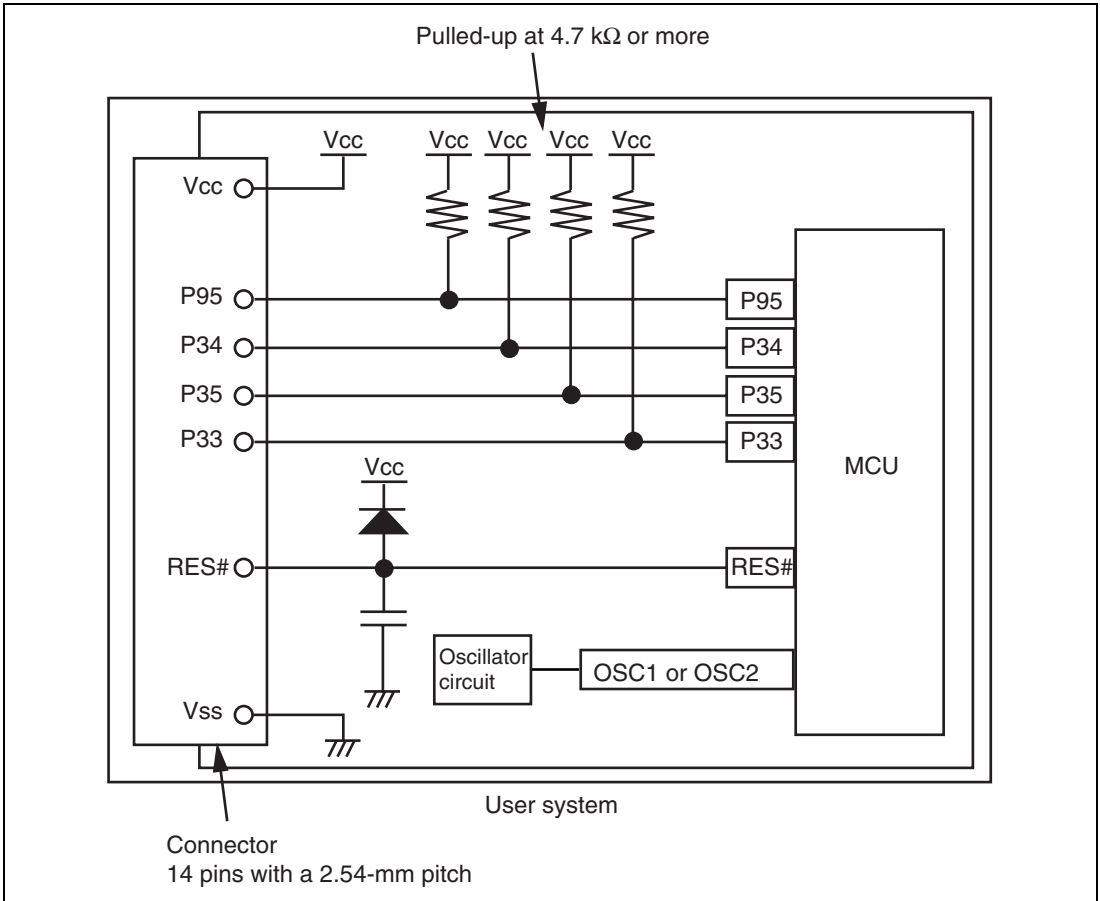 Pulled-up at 4.7 kΩ or more
Vcc
Vcc
Vcc
Vcc
Vcc
Vcc
P95
P95
P34
P34
P35
P35
P33
P33
MCU
Vcc
RES#
RES#
Oscillator
circuit
OSC1 or OSC2
Vss
User system
Connector
14 pins with a 2.54-mm pitch